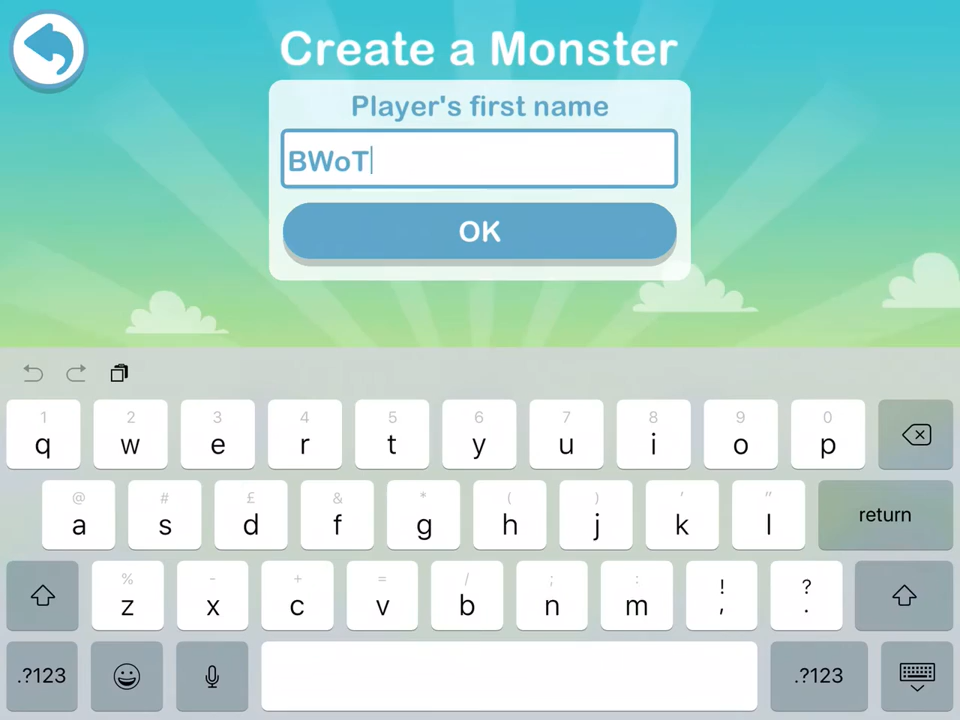 Create a Monster
Player's first name
BWoT
OK
1 2 3 4 5 6 7 8 9 0
q w e r t y u i o p
@ # £ & * ( ) ' "
a s d f g h j k l return
% - + = / ; : ! ?
z x c v b n m , .
.?123 .?123